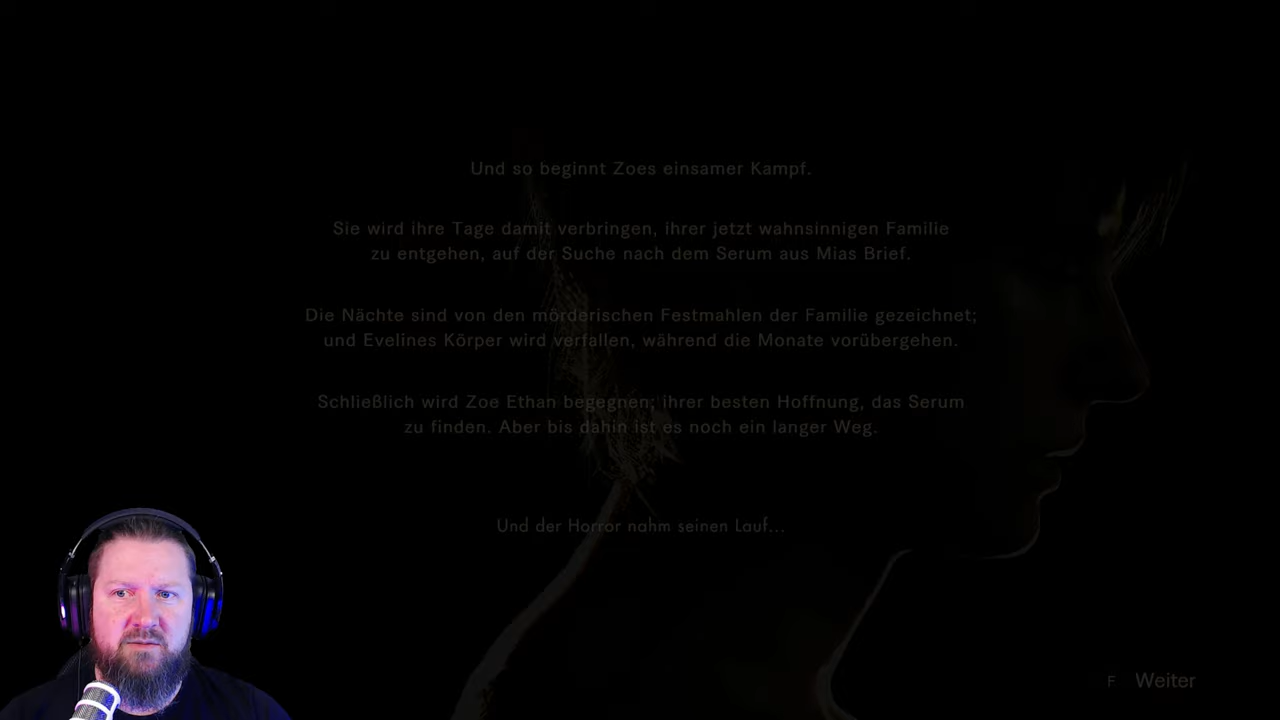 Und so beginnt Zoes einsamer Kampf.
Sie wird ihre Tage damit verbringen, ihrer jetzt wahnsinnigen Familie
zu entgehen, auf der Suche nach dem Serum aus Mias Brief.
Die Nächte sind von den mörderischen Festmahlen der Familie gezeichnet;
und Evelines Körper wird verfallen, während die Monate vorübergehen.
Schließlich wird Zoe Ethan begegnen; ihrer besten Hoffnung, das Serum
zu finden. Aber bis dahin ist es noch ein langer Weg.
Und der Horror nahm seinen Lauf...
F Weiter